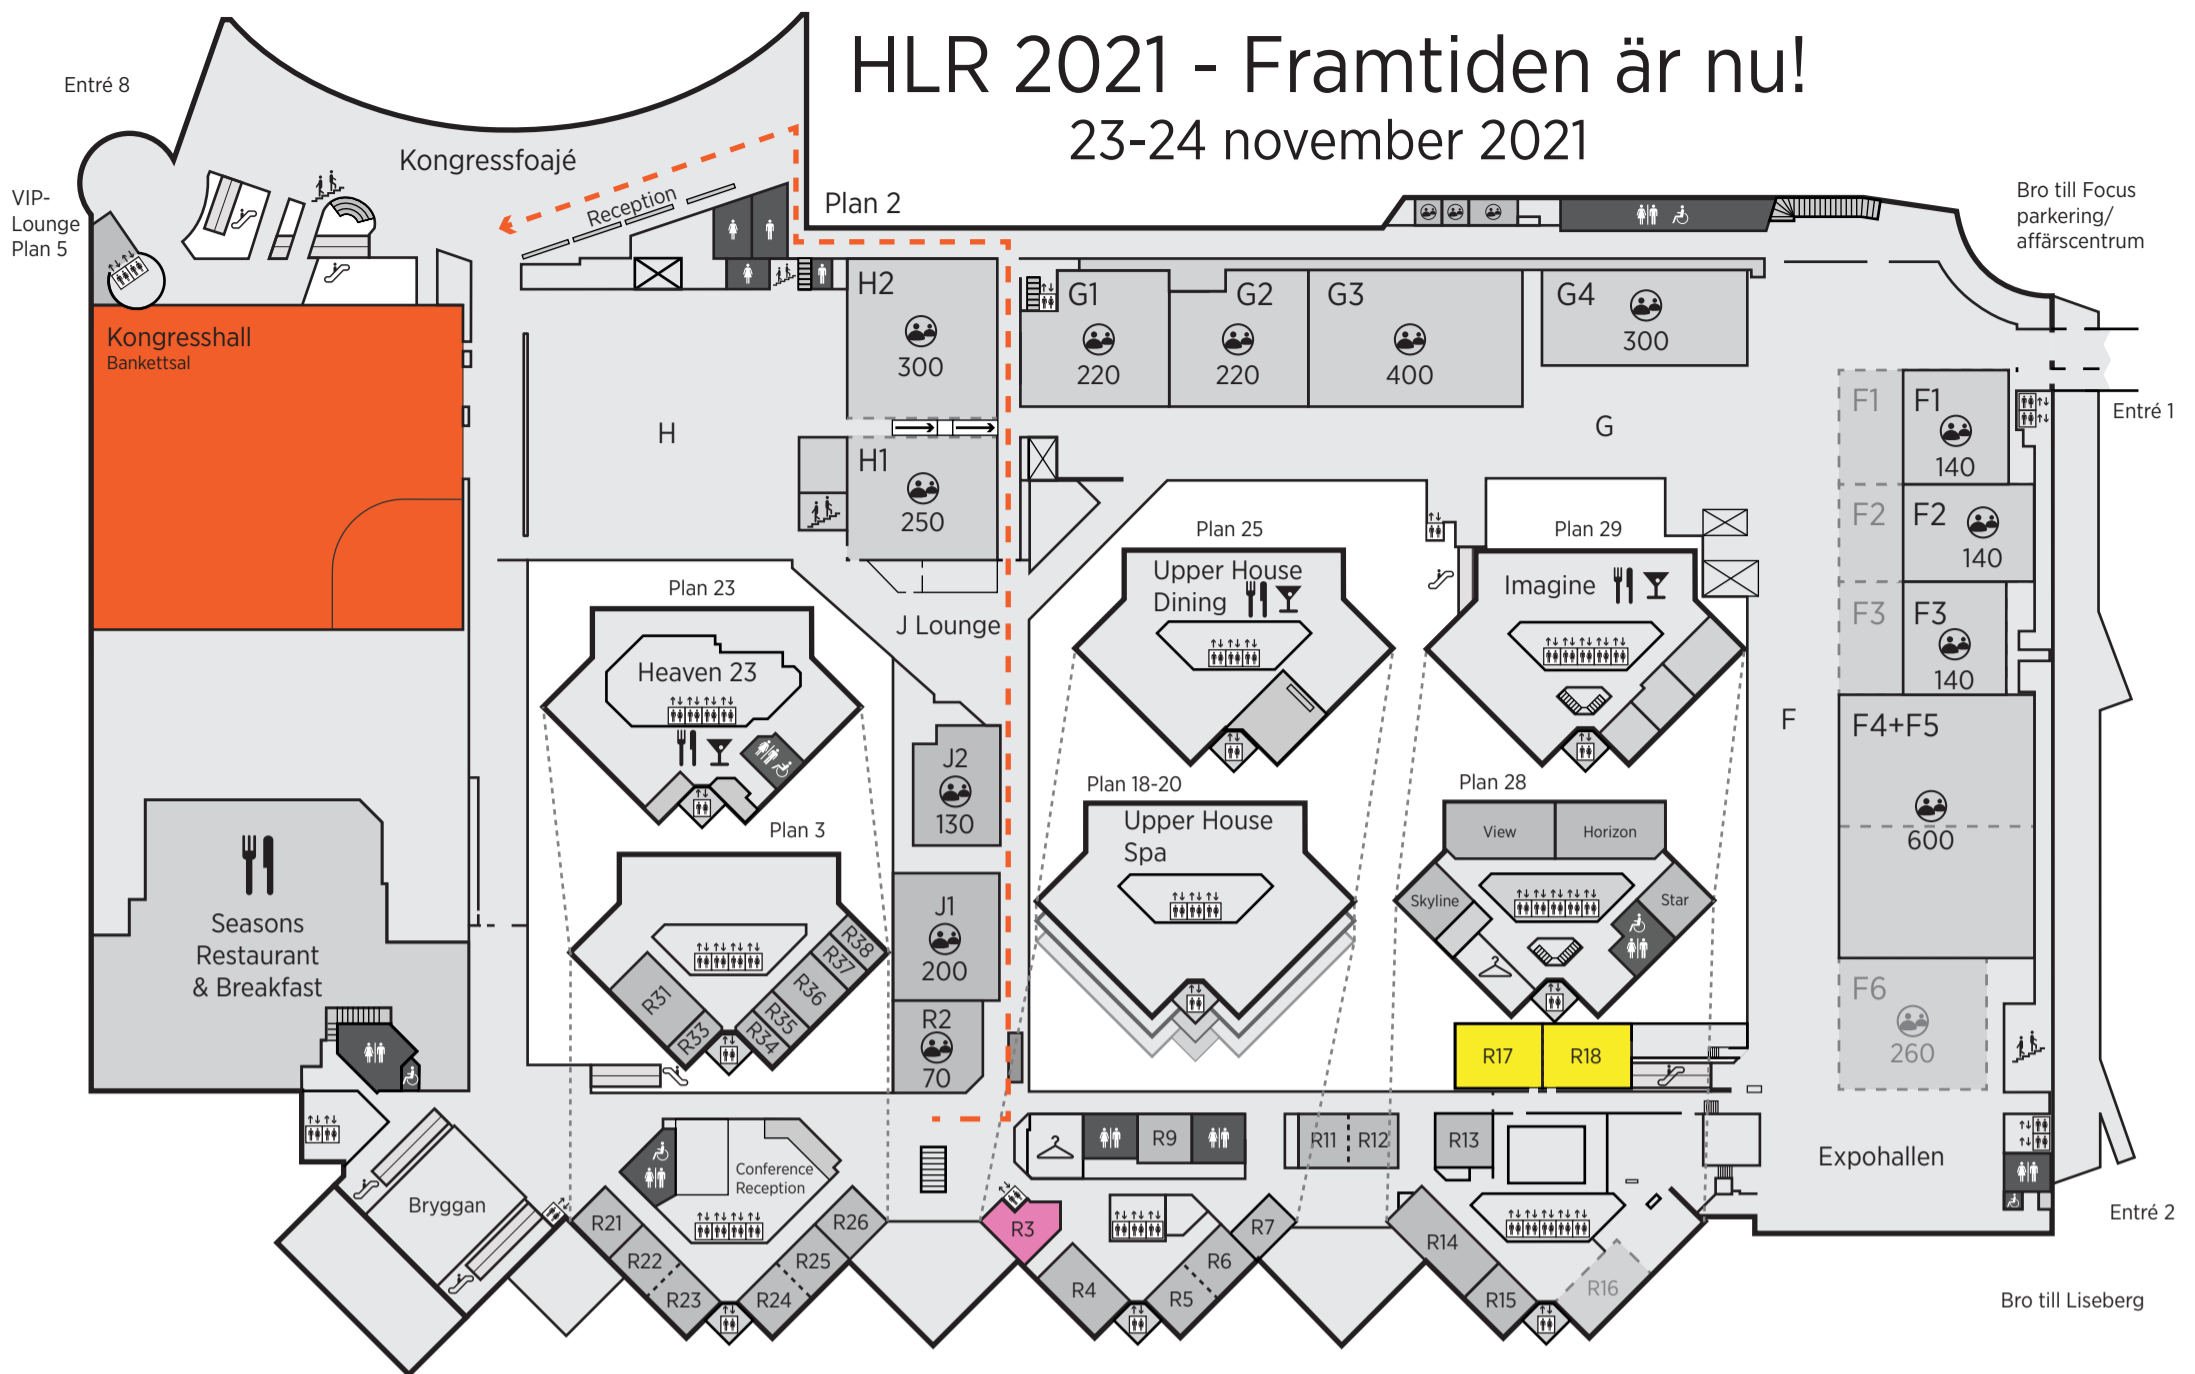 HLR 2021 - Framtiden är nu!
23-24 november 2021
Entré 8
Kongressfoajé
VIP-
Lounge
Plan 5
Reception
Plan 2
Bro till Focus
parkering/
affärscentrum
Kongresshall
Bankettsal
H2
300
G1
220
G2
220
G3
400
G4
300
H
H1
250
G
F1
F1
140
Entré 1
F2
F2
140
F3
F3
140
Plan 25
Upper House
Dining
Plan 29
Imagine
Plan 23
Heaven 23
J Lounge
F
F4+F5
600
J2
130
Plan 18-20
Upper House
Spa
Plan 28
View
Horizon
Skyline
Star
Plan 3
R31
R33
R34
R35
R36
R37
R38
J1
200
R2
70
Seasons
Restaurant
& Breakfast
F6
260
R17
R18
R9
R11
R12
R13
Expohallen
Conference
Reception
Bryggan
R21
R22
R23
R24
R25
R26
R3
R4
R5
R6
R7
R14
R15
R16
Entré 2
Bro till Liseberg